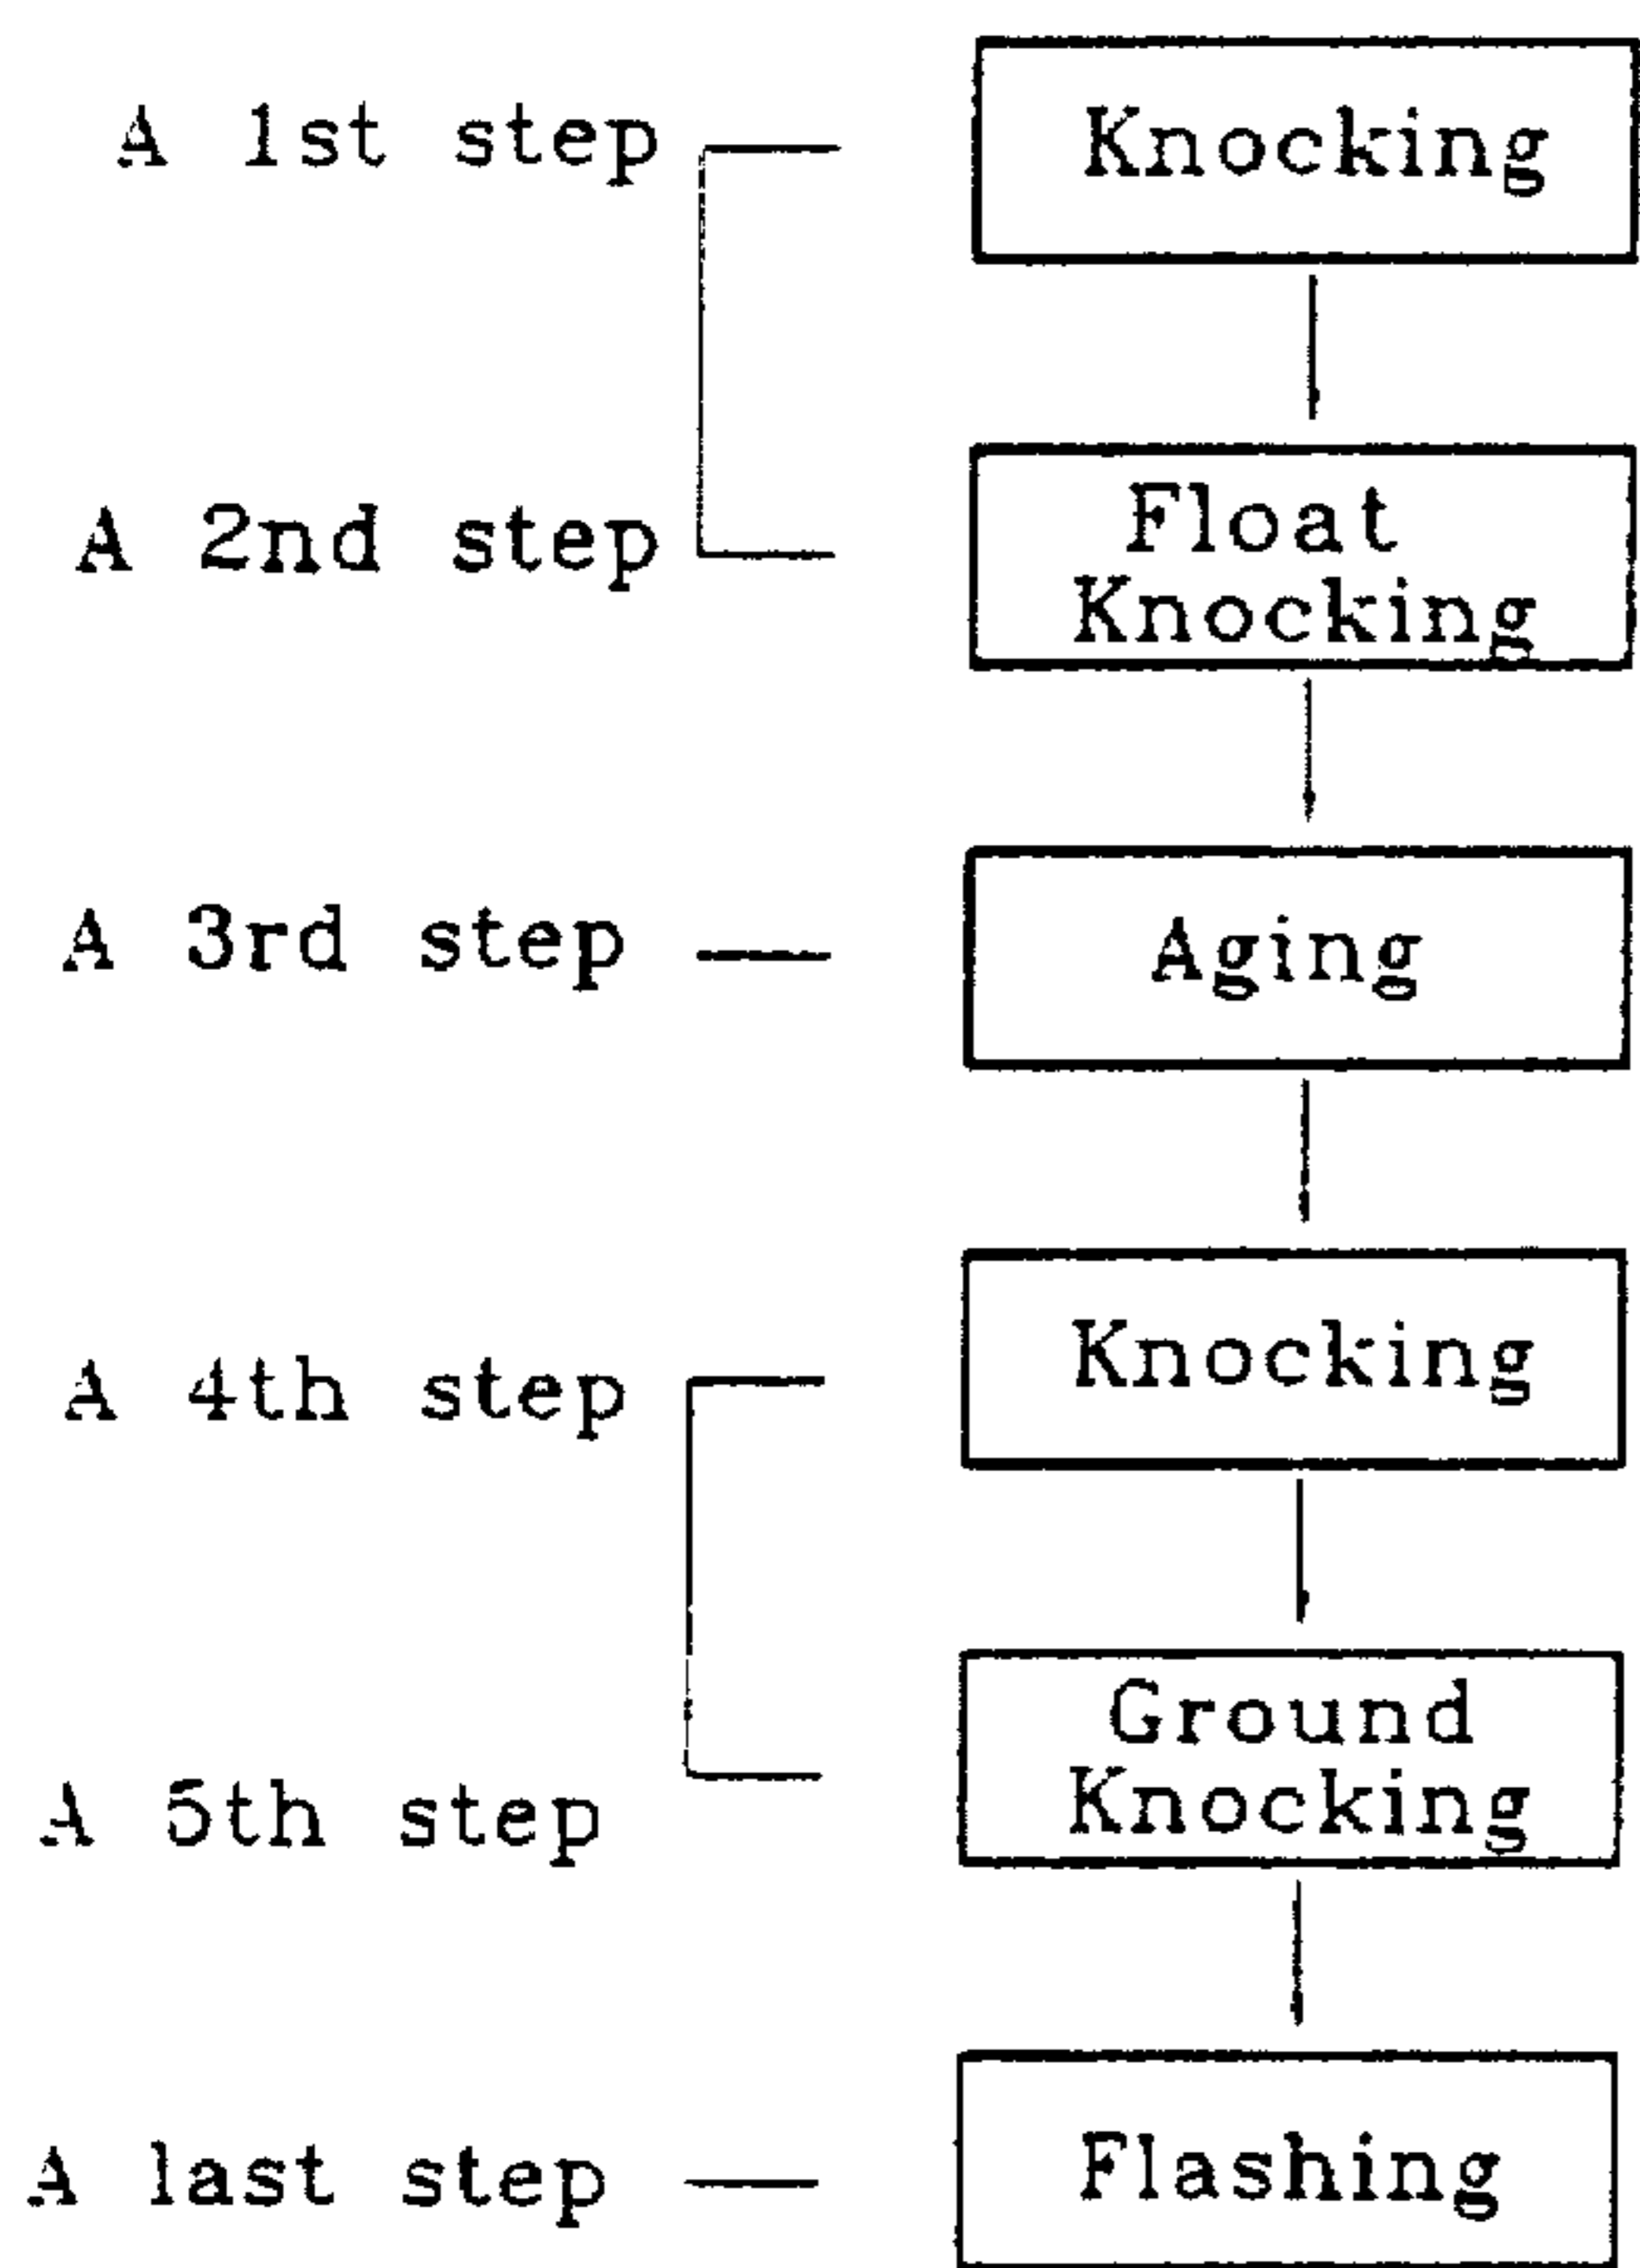 A 1st step
Knocking
A 2nd step
Float
Knocking
A 3rd step
Aging
A 4th step
Knocking
A 5th step
Ground
Knocking
A last step
Flashing